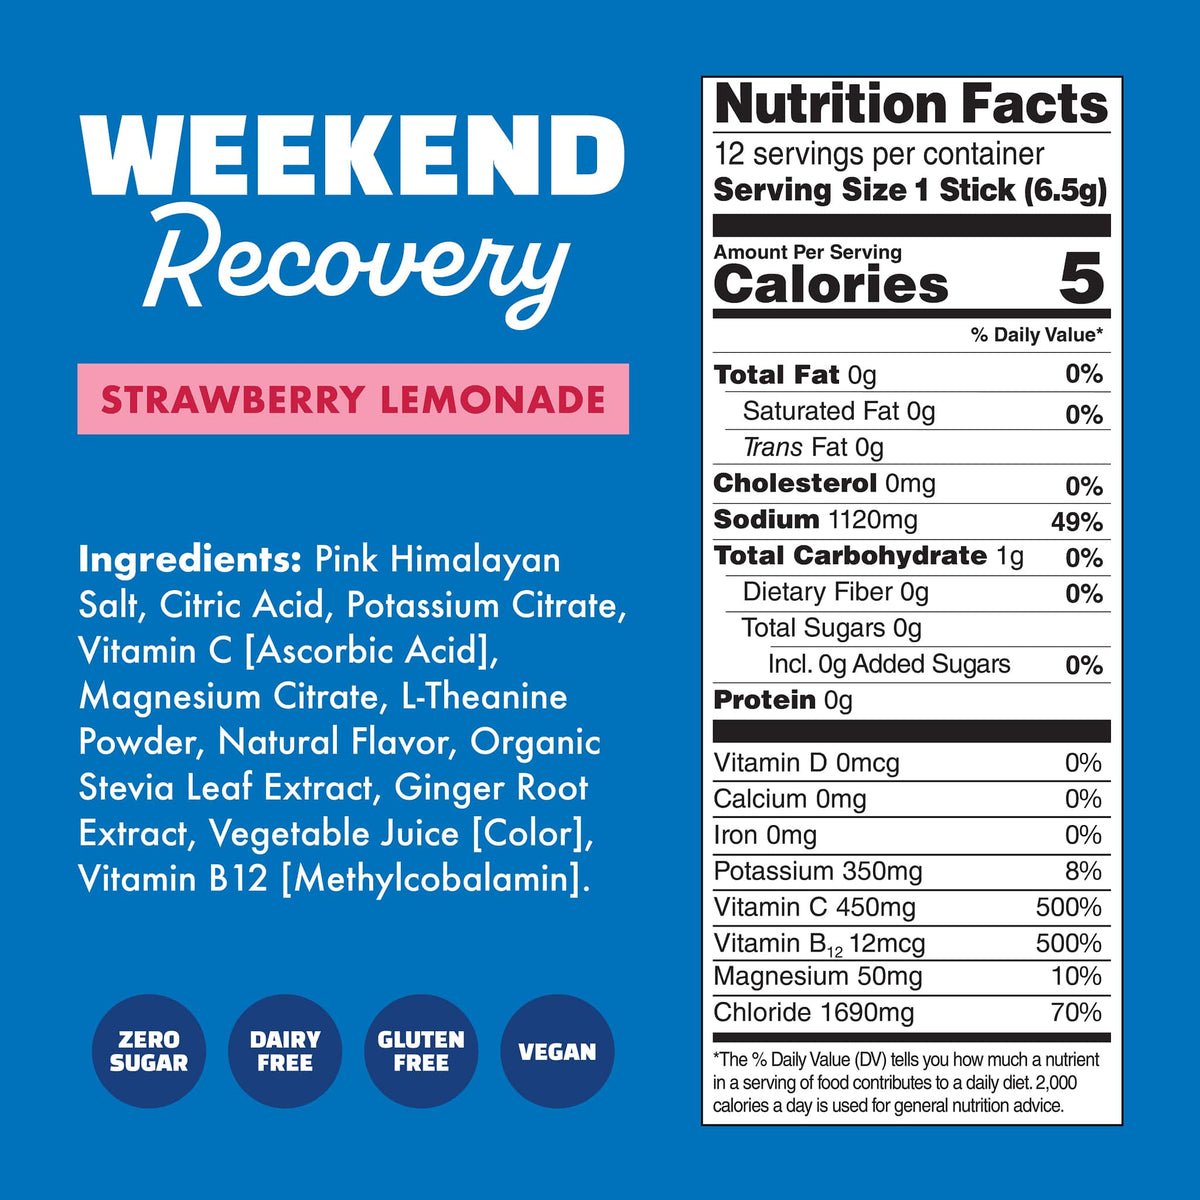 WEEKEND
Recovery
STRAWBERRY LEMONADE
Ingredients: Pink Himalayan
Salt, Citric Acid, Potassium Citrate,
Vitamin C [Ascorbic Acid],
Magnesium Citrate, L-Theanine
Powder, Natural Flavor, Organic
Stevia Leaf Extract, Ginger Root
Extract, Vegetable Juice [Color],
Vitamin B12 [Methylcobalamin].
ZERO
SUGAR
DAIRY
FREE
GLUTEN
FREE
VEGAN
Nutrition Facts
12 servings per container
Serving Size 1 Stick (6.5g)
Amount Per Serving
Calories 5
% Daily Value*
Total Fat 0g 0%
Saturated Fat 0g 0%
Trans Fat 0g
Cholesterol 0mg 0%
Sodium 1120mg 49%
Total Carbohydrate 1g 0%
Dietary Fiber 0g 0%
Total Sugars 0g
Incl. 0g Added Sugars 0%
Protein 0g
Vitamin D 0mcg 0%
Calcium 0mg 0%
Iron 0mg 0%
Potassium 350mg 8%
Vitamin C 450mg 500%
Vitamin B12 12mcg 500%
Magnesium 50mg 10%
Chloride 1690mg 70%
*The % Daily Value (DV) tells you how much a nutrient
in a serving of food contributes to a daily diet. 2,000
calories a day is used for general nutrition advice.